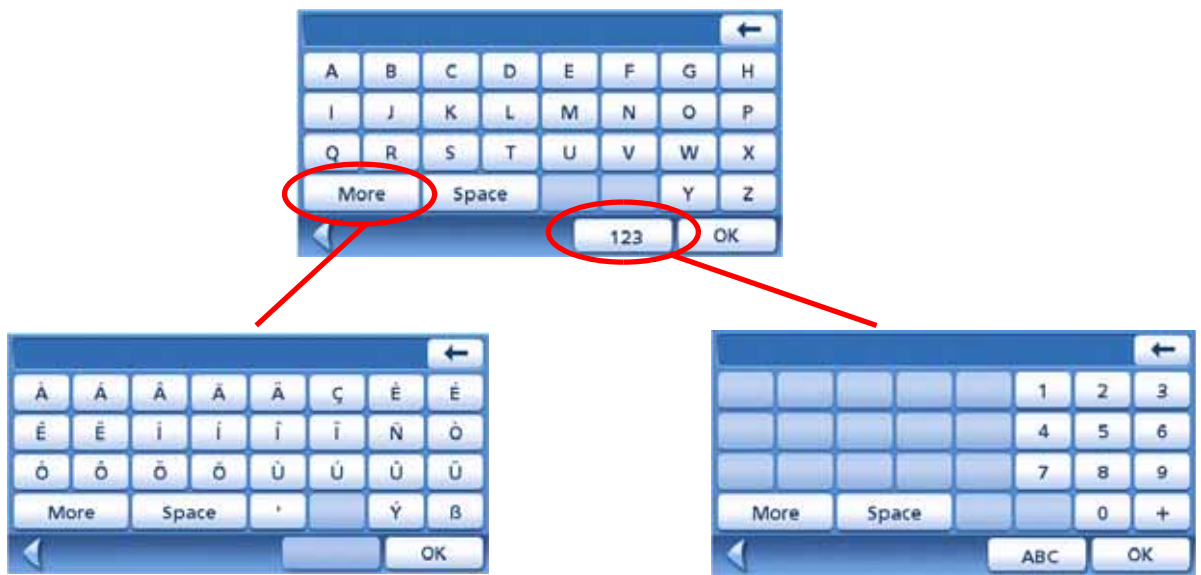 A B C D E F G H
I J K L M N O P
Q R S T U V W X
More Space Y Z
123 OK
À Á Â Ä Ç È É
Ê Ë Ì Í Î Ï Ñ Ò
Ó Ô Õ Ö Ù Ú Û Ü
More Space ' Ý ß
OK
1 2 3
4 5 6
7 8 9
More Space 0 +
ABC OK